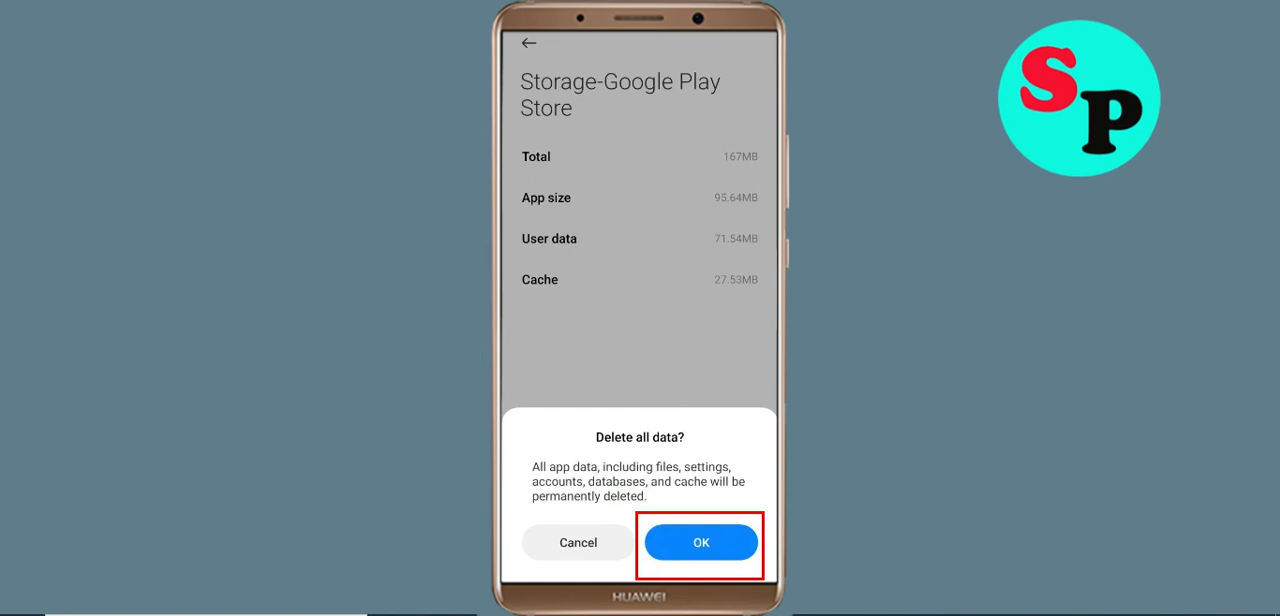 Storage-Google Play
Store
Total 167MB
App size 95.64MB
User data 71.54MB
Cache 27.53MB
Delete all data?
All app data, including files, settings,
accounts, databases, and cache will be
permanently deleted.
Cancel OK
HUAWEI
SP